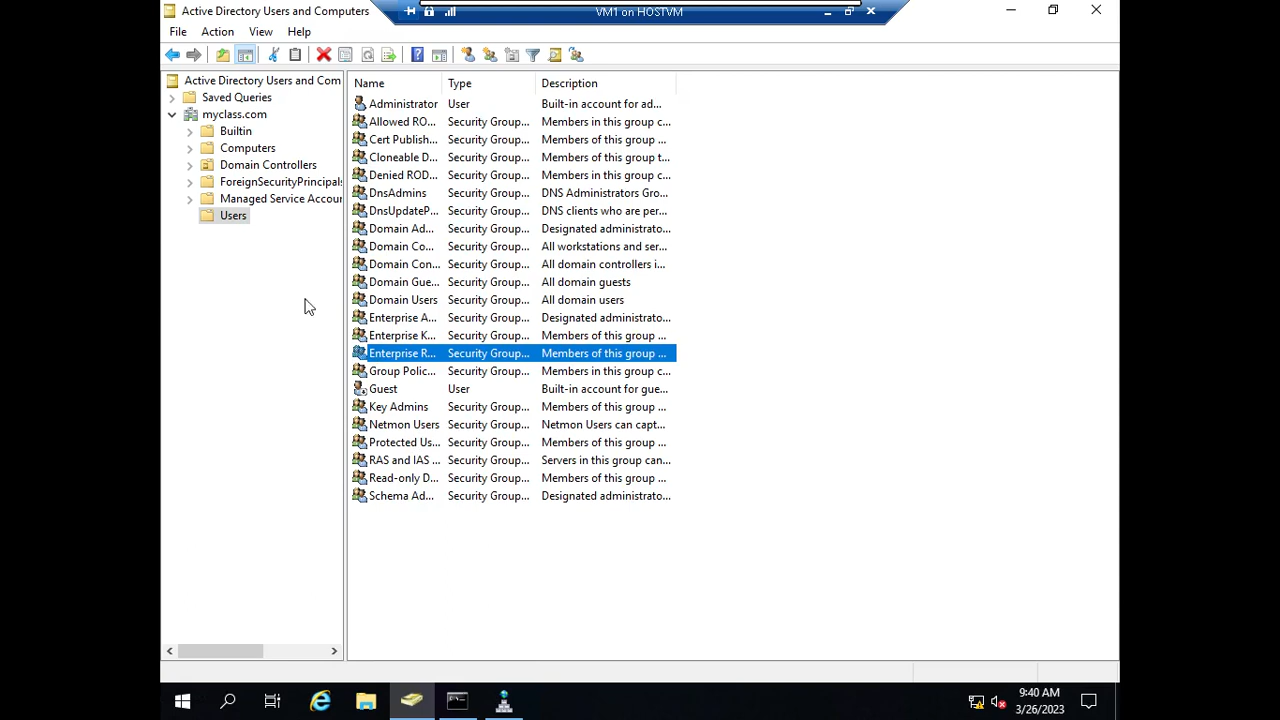 Active Directory Users and Computers
VM1 on HOSTVM
File Action View Help
Active Directory Users and Com
Saved Queries
myclass.com
Builtin
Computers
Domain Controllers
ForeignSecurityPrincipals
Managed Service Accour
Users
Name Type Description
Administrator User Built-in account for ad...
Allowed RO... Security Group... Members in this group c...
Cert Publish... Security Group... Members of this group ...
Cloneable D... Security Group... Members of this group t...
Denied ROD... Security Group... Members in this group c...
DnsAdmins Security Group... DNS Administrators Gro...
DnsUpdateP... Security Group... DNS clients who are per...
Domain Ad... Security Group... Designated administrato...
Domain Co... Security Group... All workstations and ser...
Domain Con... Security Group... All domain controllers i...
Domain Gue... Security Group... All domain guests
Domain Users Security Group... All domain users
Enterprise A... Security Group... Designated administrato...
Enterprise K... Security Group... Members of this group ...
Enterprise R... Security Group... Members of this group ...
Group Polic... Security Group... Members in this group c...
Guest User Built-in account for gue...
Key Admins Security Group... Members of this group ...
Netmon Users Security Group... Netmon Users can capt...
Protected Us... Security Group... Members of this group ...
RAS and IAS ... Security Group... Servers in this group can...
Read-only D... Security Group... Members of this group ...
Schema Ad... Security Group... Designated administrato...
9:40 AM
3/26/2023